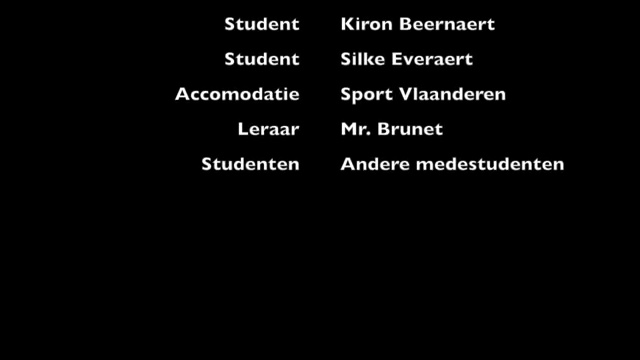 Student Kiron Beernaert
Student Silke Everaert
Accomodatie Sport Vlaanderen
Leraar Mr. Brunet
Studenten Andere medestudenten